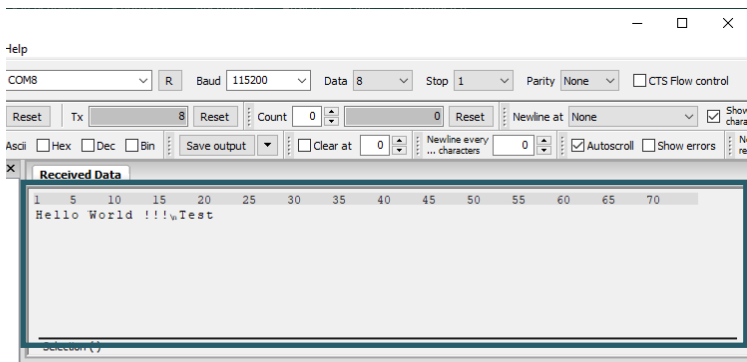 Help
COM8 R Baud 115200 Data 8 Stop 1 Parity None CTS Flow control
Reset Tx 8 Reset Count 0 0 Reset Newline at None Show
Ascii Hex Dec Bin Save output Clear at 0 Newline every 0 Autoscroll Show errors
... characters
Received Data
1 5 10 15 20 25 30 35 40 45 50 55 60 65 70
Hello World !!!\nTest
Selection ()